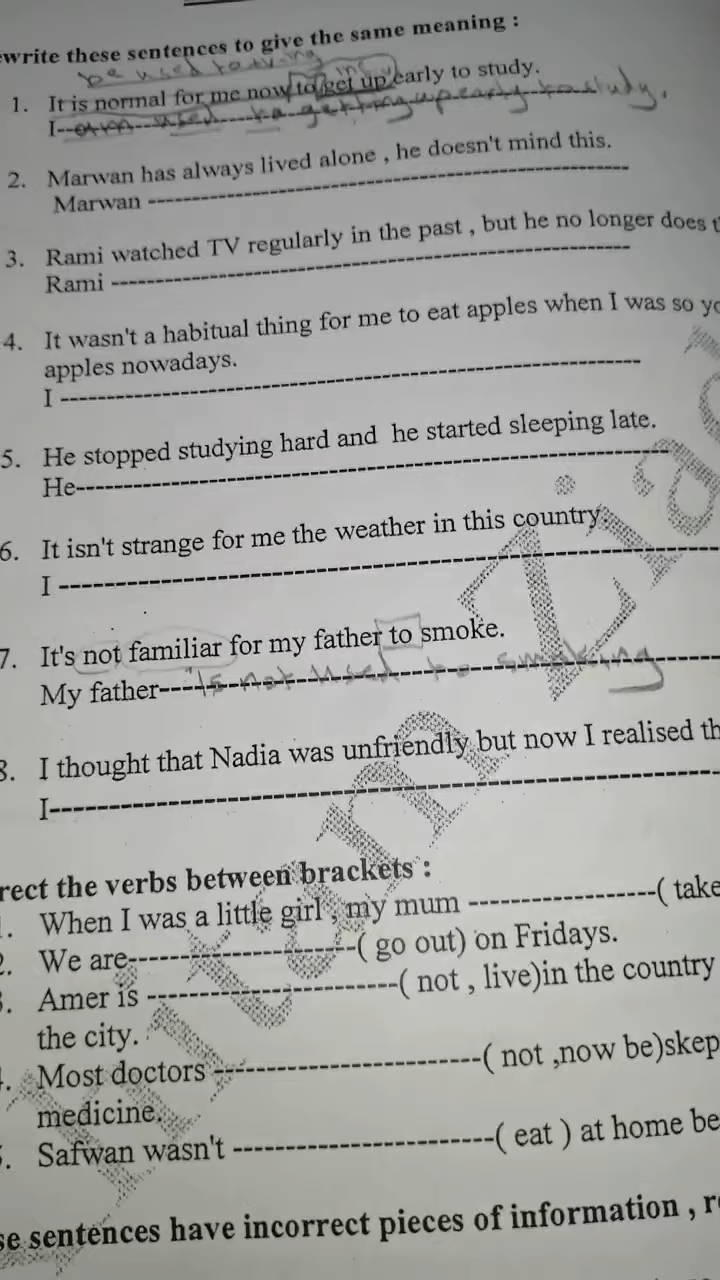 ewrite these sentences to give the same meaning :
be used to
1. It is normal for me now to get up early to study.
I--am---used----to-getting up early to study.
2. Marwan has always lived alone , he doesn't mind this.
Marwan --------------------------------------------
3. Rami watched TV regularly in the past , but he no longer does t
Rami ------------------------------------------------
4. It wasn't a habitual thing for me to eat apples when I was so yo
apples nowadays.
I ------------------------------------------------------
5. He stopped studying hard and he started sleeping late.
He------------------------------------------------------
6. It isn't strange for me the weather in this country.
I ------------------------------------------------------
7. It's not familiar for my father to smoke.
My father----is-not-used---to smoking
8. I thought that Nadia was unfriendly but now I realised th
I------------------------------------------------------
rect the verbs between brackets :
. When I was a little girl , my mum ------------------( take
2. We are----------------------( go out) on Fridays.
3. Amer is ------------------------( not , live)in the country
the city.
. Most doctors -------------------------( not ,now be)skep
medicine.
5. Safwan wasn't ------------------------( eat ) at home be
se sentences have incorrect pieces of information , r